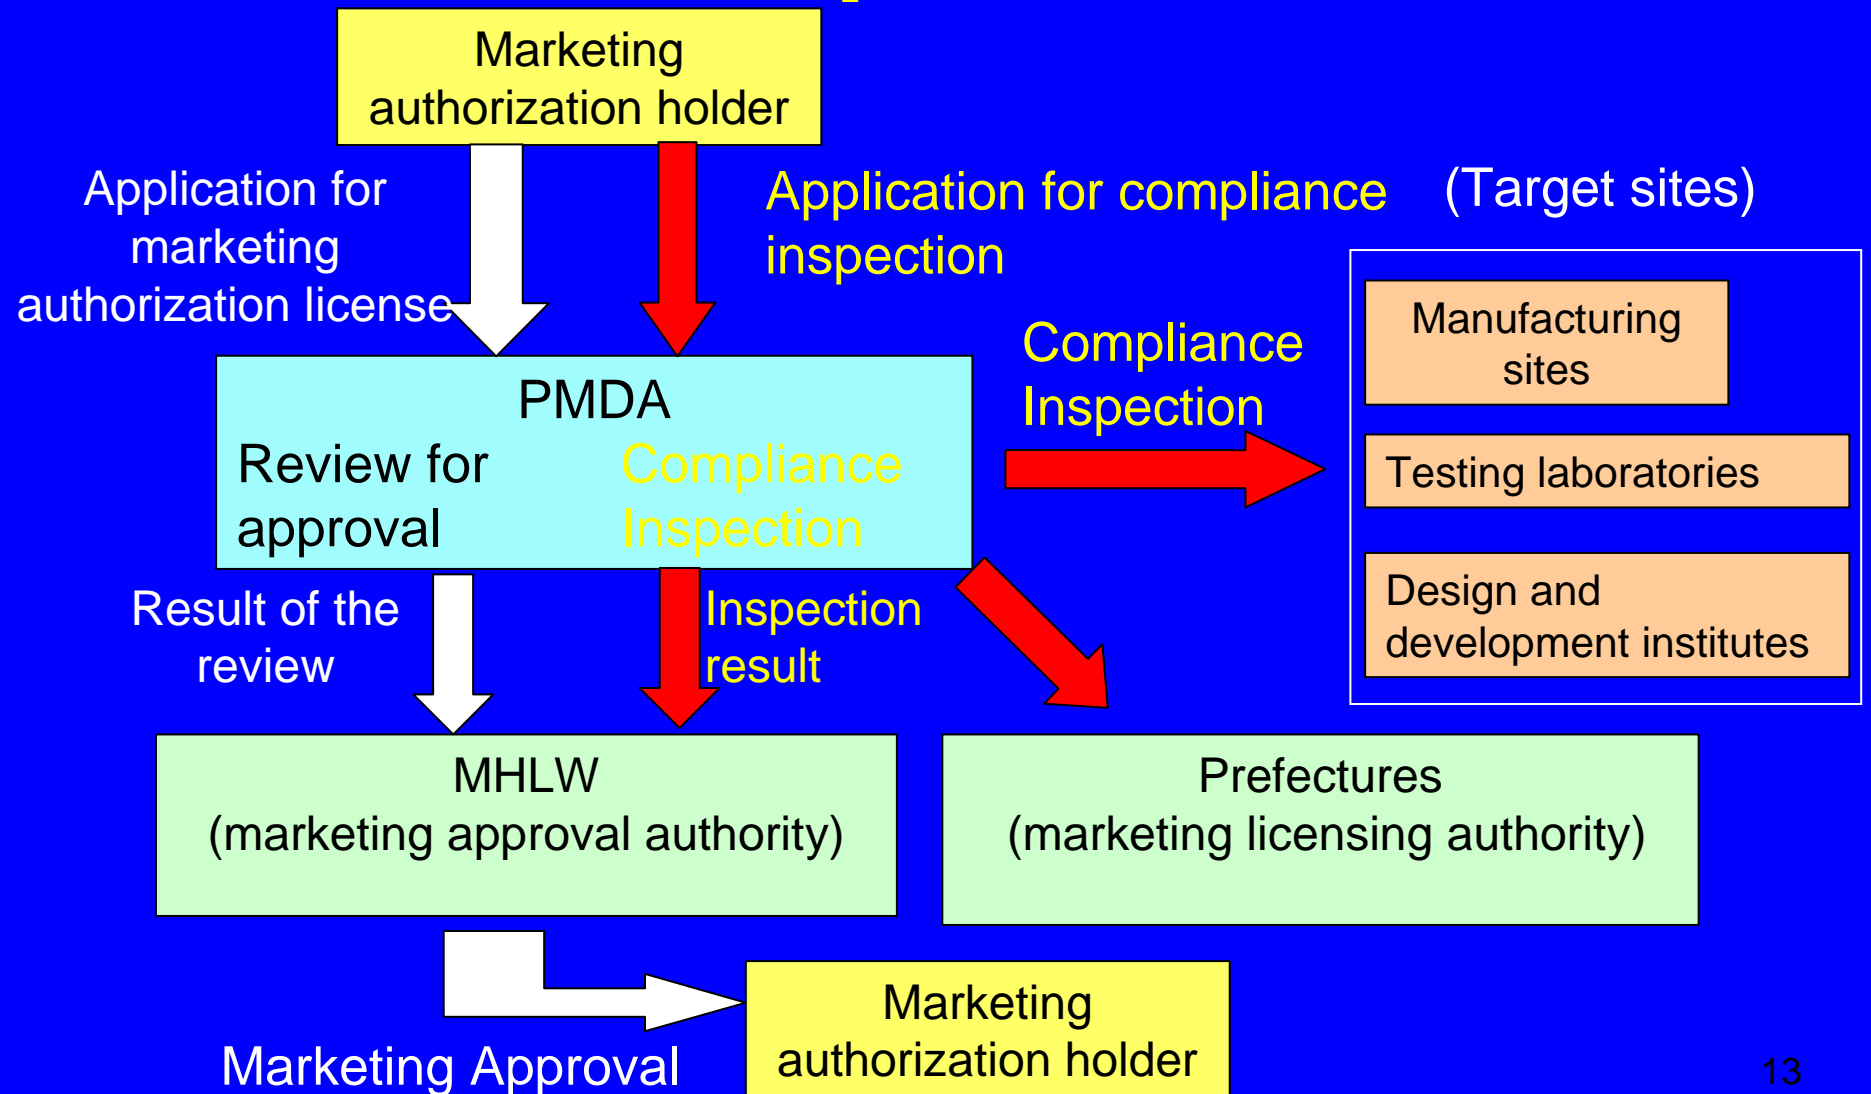 Marketing
authorization holder
Application for
marketing
authorization license
Application for compliance
inspection
(Target sites)
Compliance
Inspection
Manufacturing
sites
Testing laboratories
Design and
development institutes
PMDA
Review for
approval
Compliance
Inspection
Result of the
review
Inspection
result
MHLW
(marketing approval authority)
Prefectures
(marketing licensing authority)
Marketing Approval
Marketing
authorization holder
13